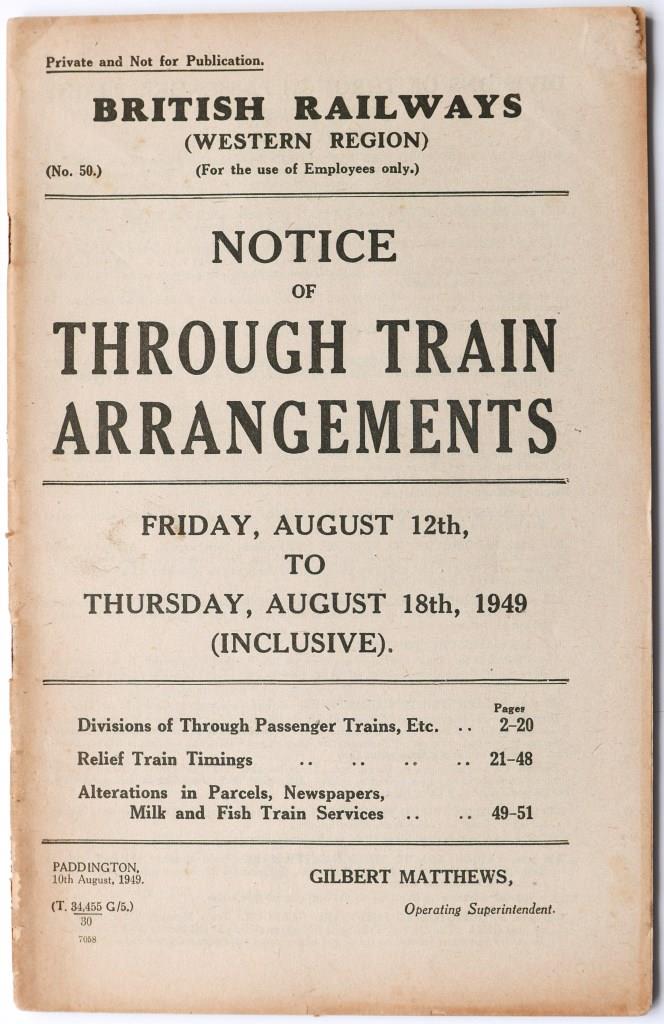 Private and Not for Publication.
BRITISH RAILWAYS
(WESTERN REGION)
(No. 50.) (For the use of Employees only.)
NOTICE
OF
THROUGH TRAIN
ARRANGEMENTS
FRIDAY, AUGUST 12th,
TO
THURSDAY, AUGUST 18th, 1949
(INCLUSIVE).
Pages
Divisions of Through Passenger Trains, Etc. .. 2–20
Relief Train Timings .. .. .. .. 21–48
Alterations in Parcels, Newspapers,
Milk and Fish Train Services .. .. 49–51
PADDINGTON,
10th August, 1949.
GILBERT MATTHEWS,
Operating Superintendent.
(T. 34,455 G/5.)
30
7058